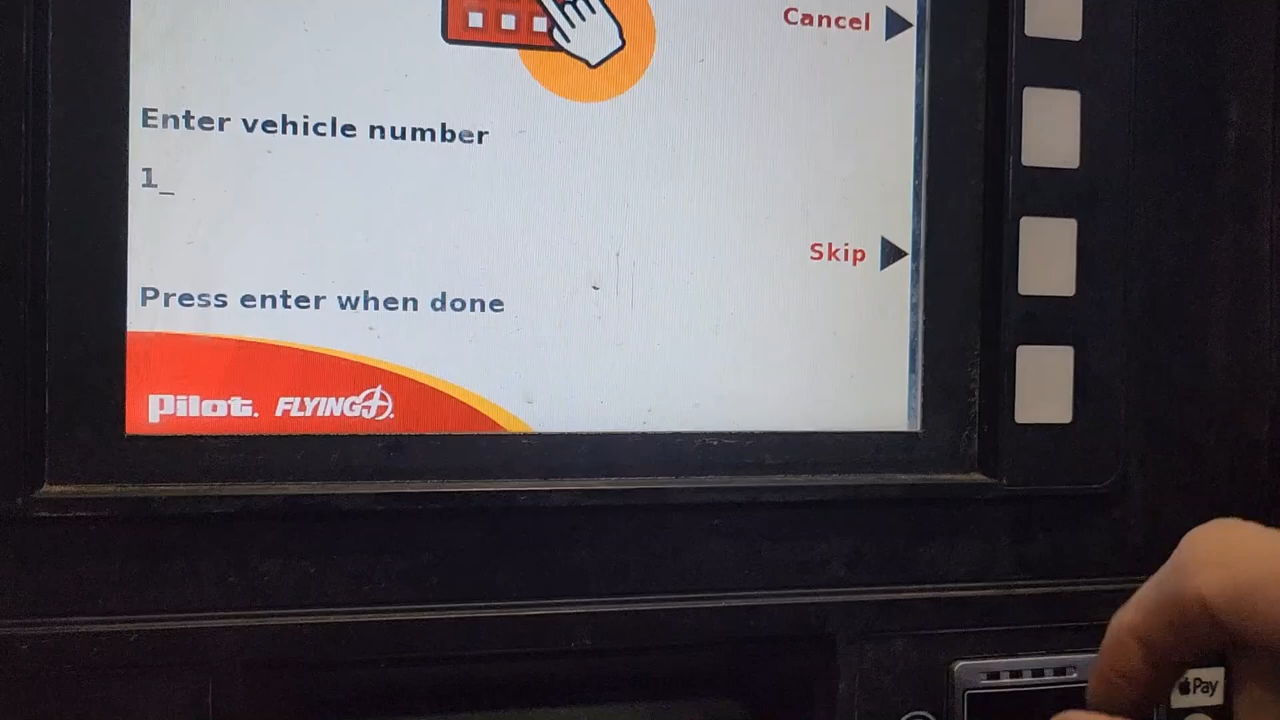 Cancel
Enter vehicle number
1_
Skip
Press enter when done
Pilot. FLYING J.
Pay